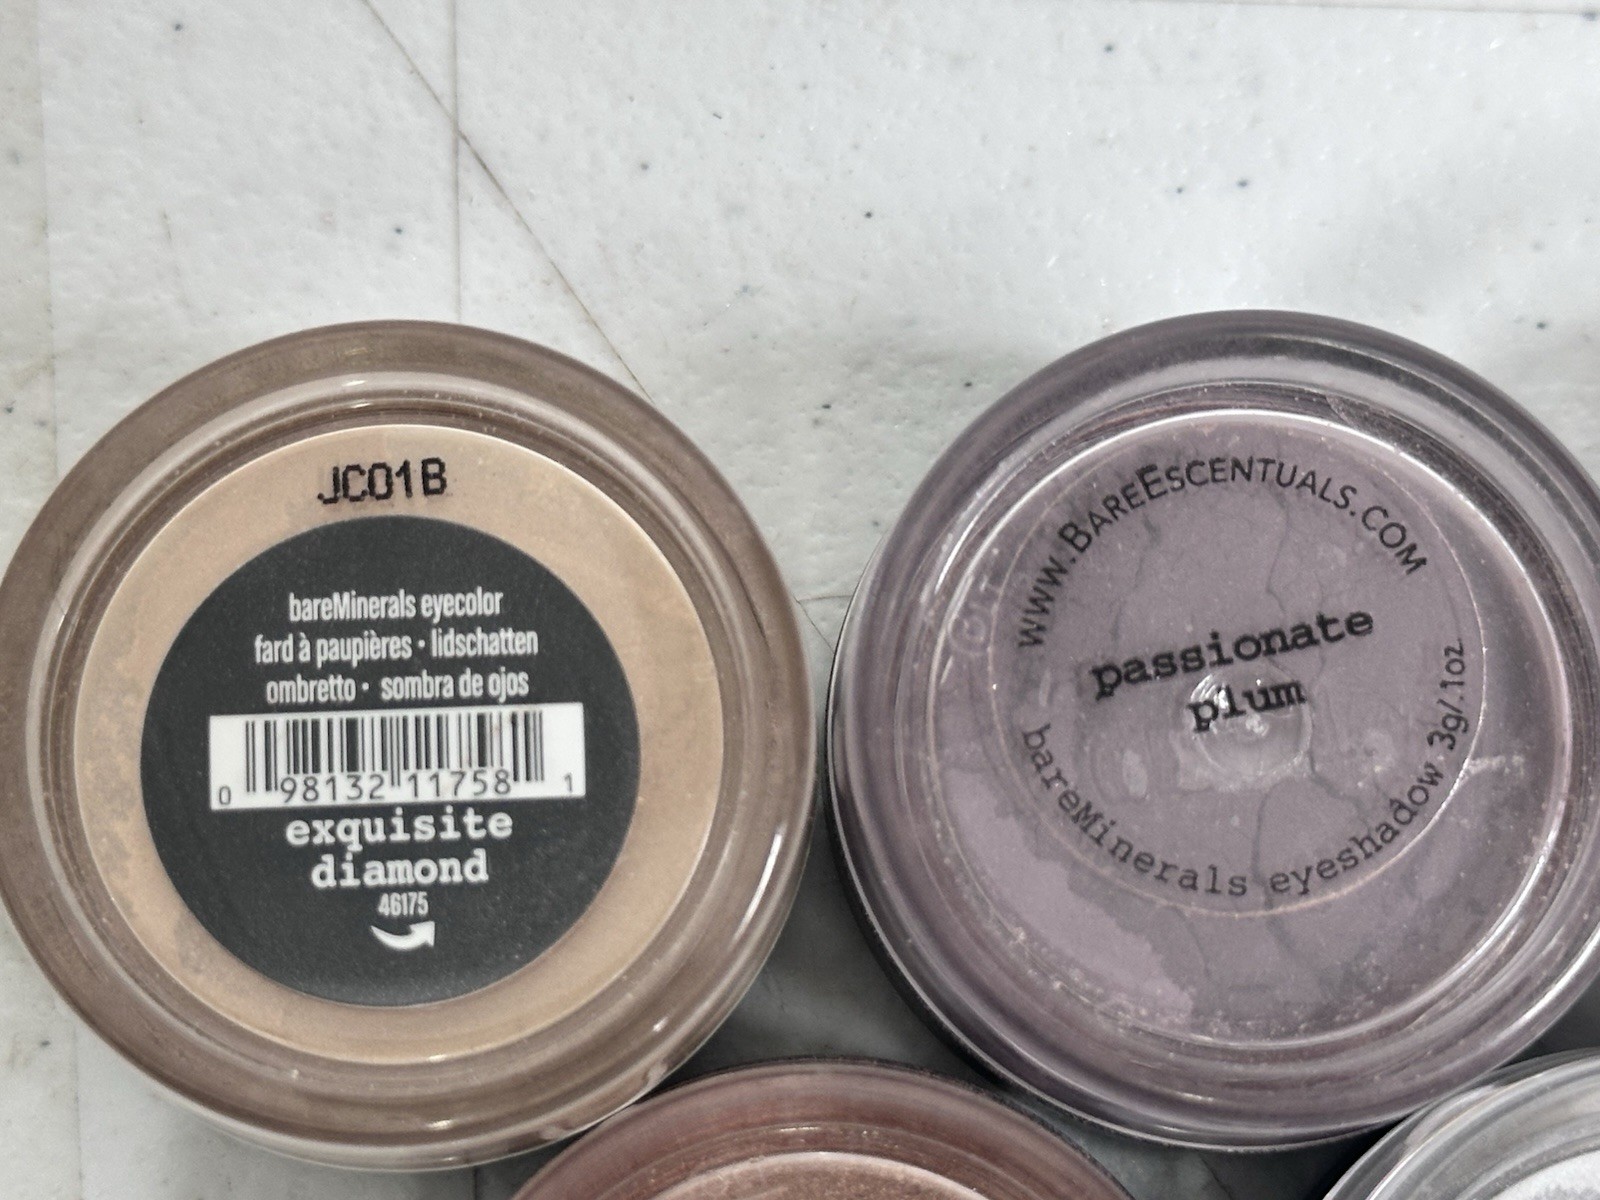 JC01B
bareMinerals eyecolor
fard à paupières · lidschatten
ombretto · sombra de ojos
0 98132 11758 1
exquisite
diamond
46175
www.BareEscentuals.com
passionate
plum
bareMinerals eyeshadow 3g/.1oz